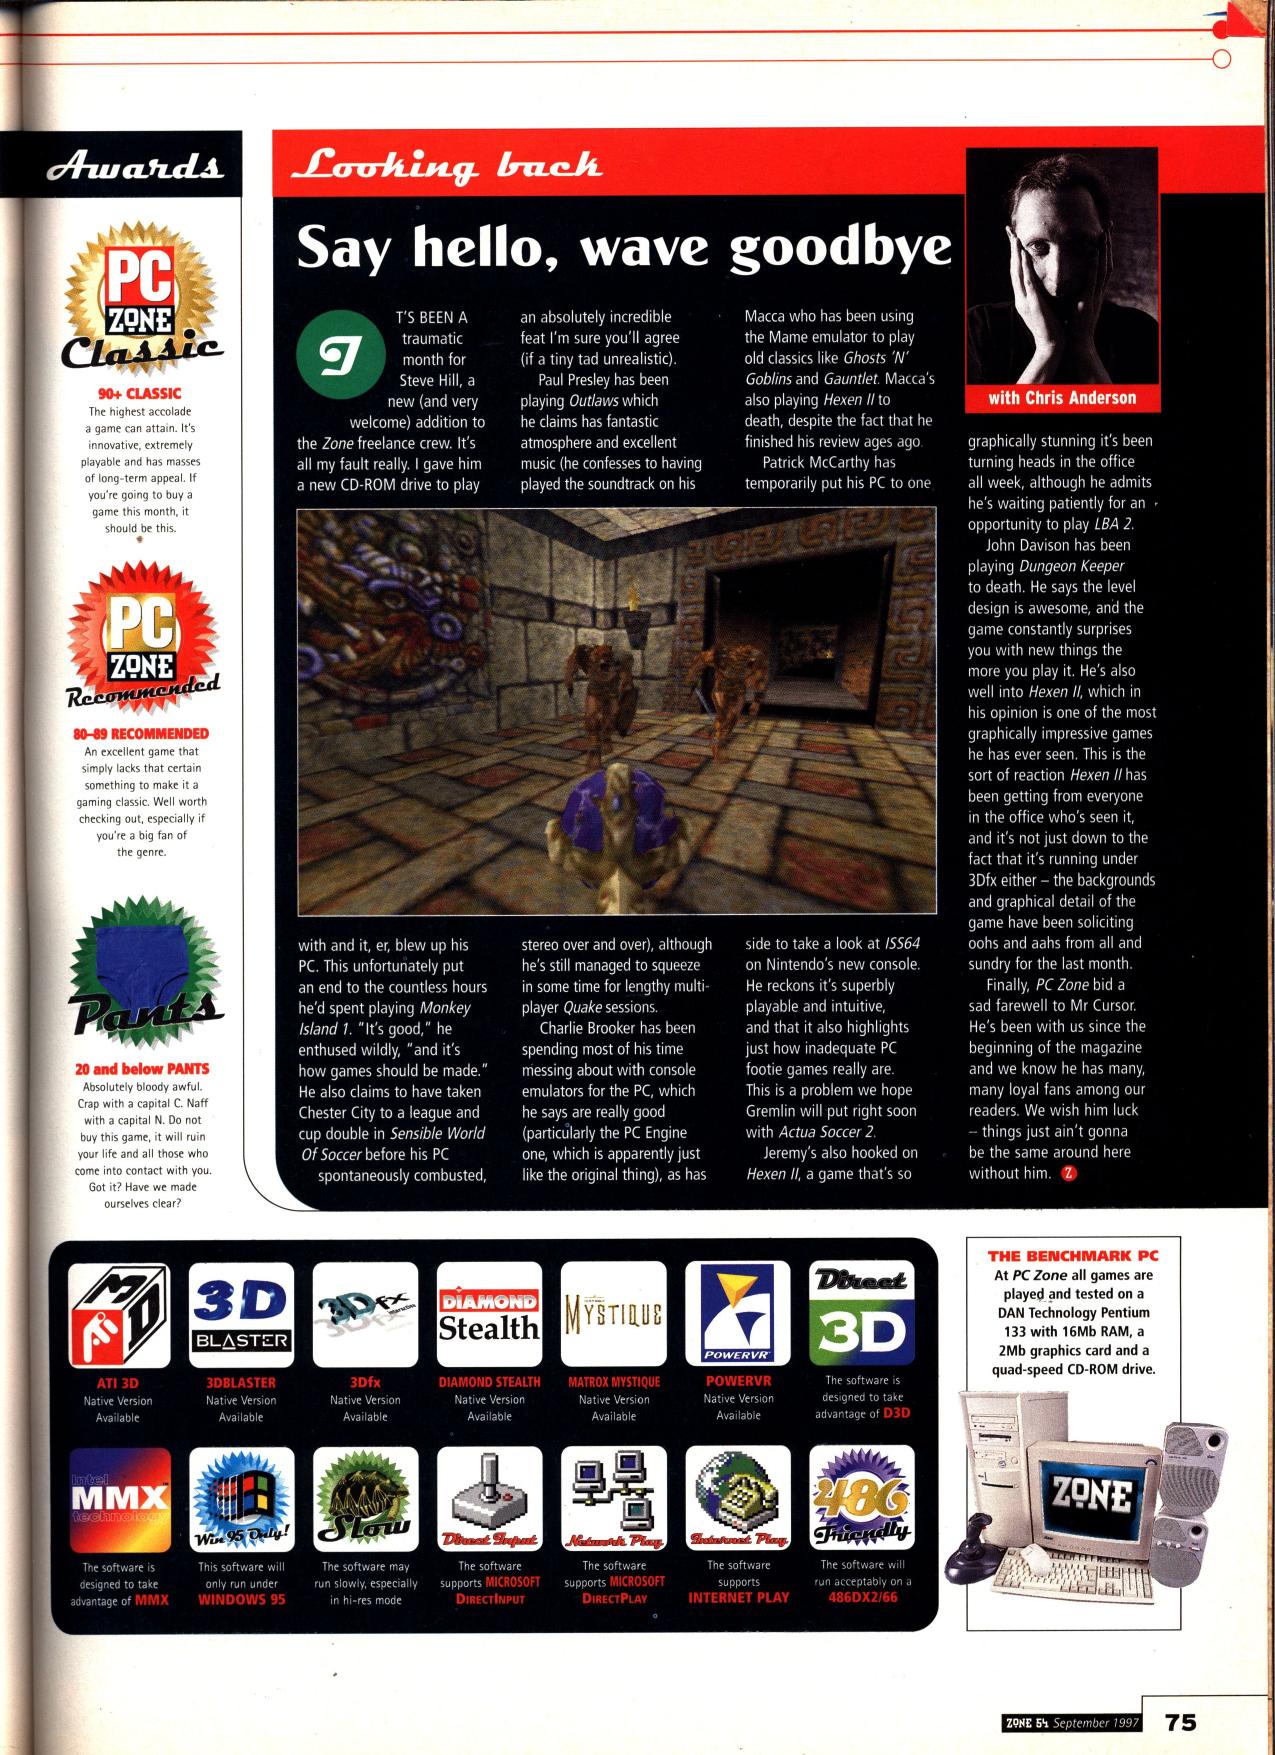 Awards
PC
ZONE
Classic
90+ CLASSIC
The highest accolade
a game can attain. It's
innovative, extremely
playable and has masses
of long-term appeal. If
you're going to buy a
game this month, it
should be this.
PC
ZONE
Recommended
80–89 RECOMMENDED
An excellent game that
simply lacks that certain
something to make it a
gaming classic. Well worth
checking out, especially if
you're a big fan of
the genre.
Pants
20 and below PANTS
Absolutely bloody awful.
Crap with a capital C. Naff
with a capital N. Do not
buy this game, it will ruin
your life and all those who
come into contact with you.
Got it? Have we made
ourselves clear?
Looking back
Say hello, wave goodbye
with Chris Anderson
IT'S BEEN A
traumatic
month for
Steve Hill, a
new (and very
welcome) addition to
the Zone freelance crew. It's
all my fault really. I gave him
a new CD-ROM drive to play
with and it, er, blew up his
PC. This unfortunately put
an end to the countless hours
he'd spent playing Monkey
Island 1. "It's good," he
enthused wildly, "and it's
how games should be made."
He also claims to have taken
Chester City to a league and
cup double in Sensible World
Of Soccer before his PC
spontaneously combusted,
an absolutely incredible
feat I'm sure you'll agree
(if a tiny tad unrealistic).
Paul Presley has been
playing Outlaws which
he claims has fantastic
atmosphere and excellent
music (he confesses to having
played the soundtrack on his
stereo over and over), although
he's still managed to squeeze
in some time for lengthy multi-
player Quake sessions.
Charlie Brooker has been
spending most of his time
messing about with console
emulators for the PC, which
he says are really good
(particularly the PC Engine
one, which is apparently just
like the original thing), as has
Macca who has been using
the Mame emulator to play
old classics like Ghosts 'N'
Goblins and Gauntlet. Macca's
also playing Hexen II to
death, despite the fact that he
finished his review ages ago.
Patrick McCarthy has
temporarily put his PC to one
side to take a look at ISS64
on Nintendo's new console.
He reckons it's superbly
playable and intuitive,
and that it also highlights
just how inadequate PC
footie games really are.
This is a problem we hope
Gremlin will put right soon
with Actua Soccer 2.
Jeremy's also hooked on
Hexen II, a game that's so
graphically stunning it's been
turning heads in the office
all week, although he admits
he's waiting patiently for an
opportunity to play LBA 2.
John Davison has been
playing Dungeon Keeper
to death. He says the level
design is awesome, and the
game constantly surprises
you with new things the
more you play it. He's also
well into Hexen II, which in
his opinion is one of the most
graphically impressive games
he has ever seen. This is the
sort of reaction Hexen II has
been getting from everyone
in the office who's seen it,
and it's not just down to the
fact that it's running under
3Dfx either – the backgrounds
and graphical detail of the
game have been soliciting
oohs and aahs from all and
sundry for the last month.
Finally, PC Zone bid a
sad farewell to Mr Cursor.
He's been with us since the
beginning of the magazine
and we know he has many,
many loyal fans among our
readers. We wish him luck
– things just ain't gonna
be the same around here
without him. Z
ATI 3D
ATI 3D
Native Version
Available
3D
BLASTER
3DBLASTER
Native Version
Available
3Dfx
3Dfx
Native Version
Available
DIAMOND
Stealth
DIAMOND STEALTH
Native Version
Available
MYSTIQUE
MATROX MYSTIQUE
Native Version
Available
POWERVR
POWERVR
Native Version
Available
Direct
3D
The software is
designed to take
advantage of D3D
Intel
MMX™
technology
The software is
designed to take
advantage of MMX
Win 95 Only!
This software will
only run under
WINDOWS 95
Slow
The software may
run slowly, especially
in hi-res mode
Direct Input
The software
supports MICROSOFT
DIRECTINPUT
Network Play
The software
supports MICROSOFT
DIRECTPLAY
Internet Play
The software
supports
INTERNET PLAY
486
Friendly
The software will
run acceptably on a
486DX2/66
THE BENCHMARK PC
At PC Zone all games are
played and tested on a
DAN Technology Pentium
133 with 16Mb RAM, a
2Mb graphics card and a
quad-speed CD-ROM drive.
ZONE
ZONE 54 September 1997
75